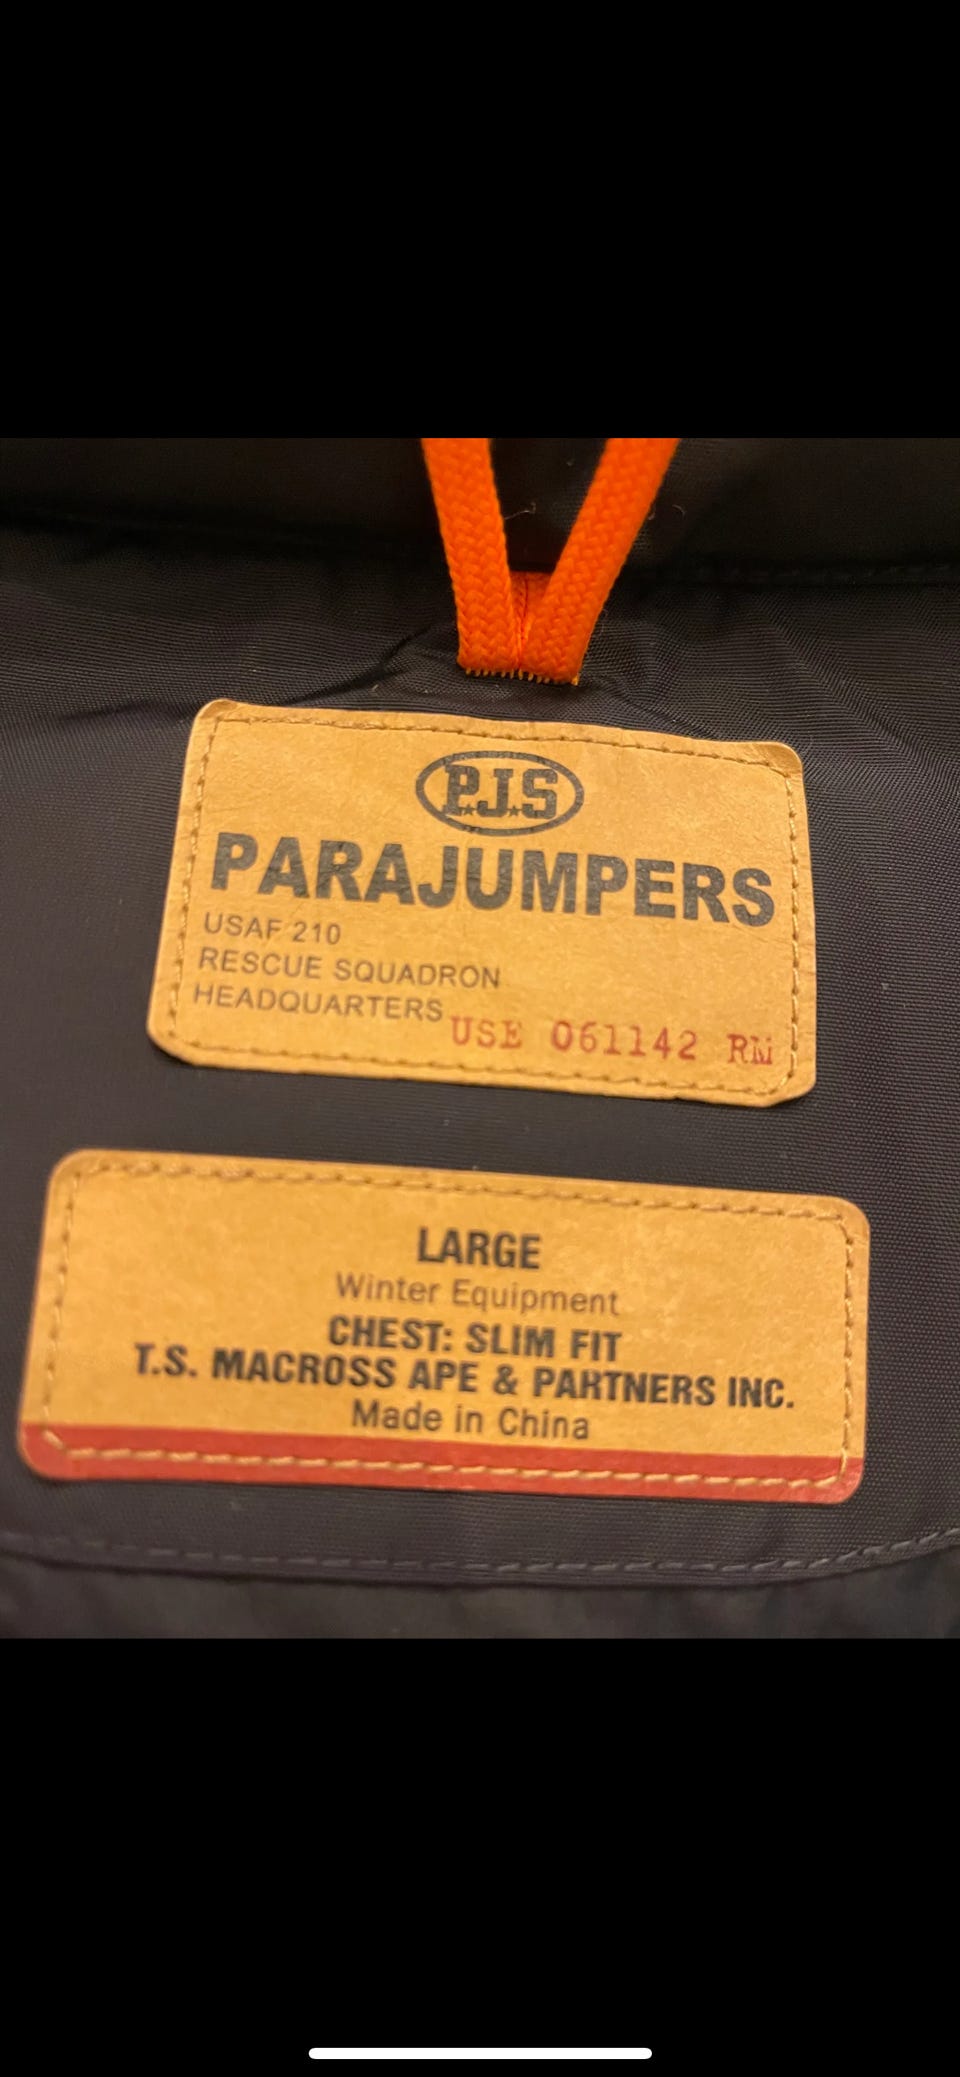 P.J.S
PARAJUMPERS
USAF 210
RESCUE SQUADRON
HEADQUARTERS
USE 061142 RM
LARGE
Winter Equipment
CHEST: SLIM FIT
T.S. MACROSS APE & PARTNERS INC.
Made in China